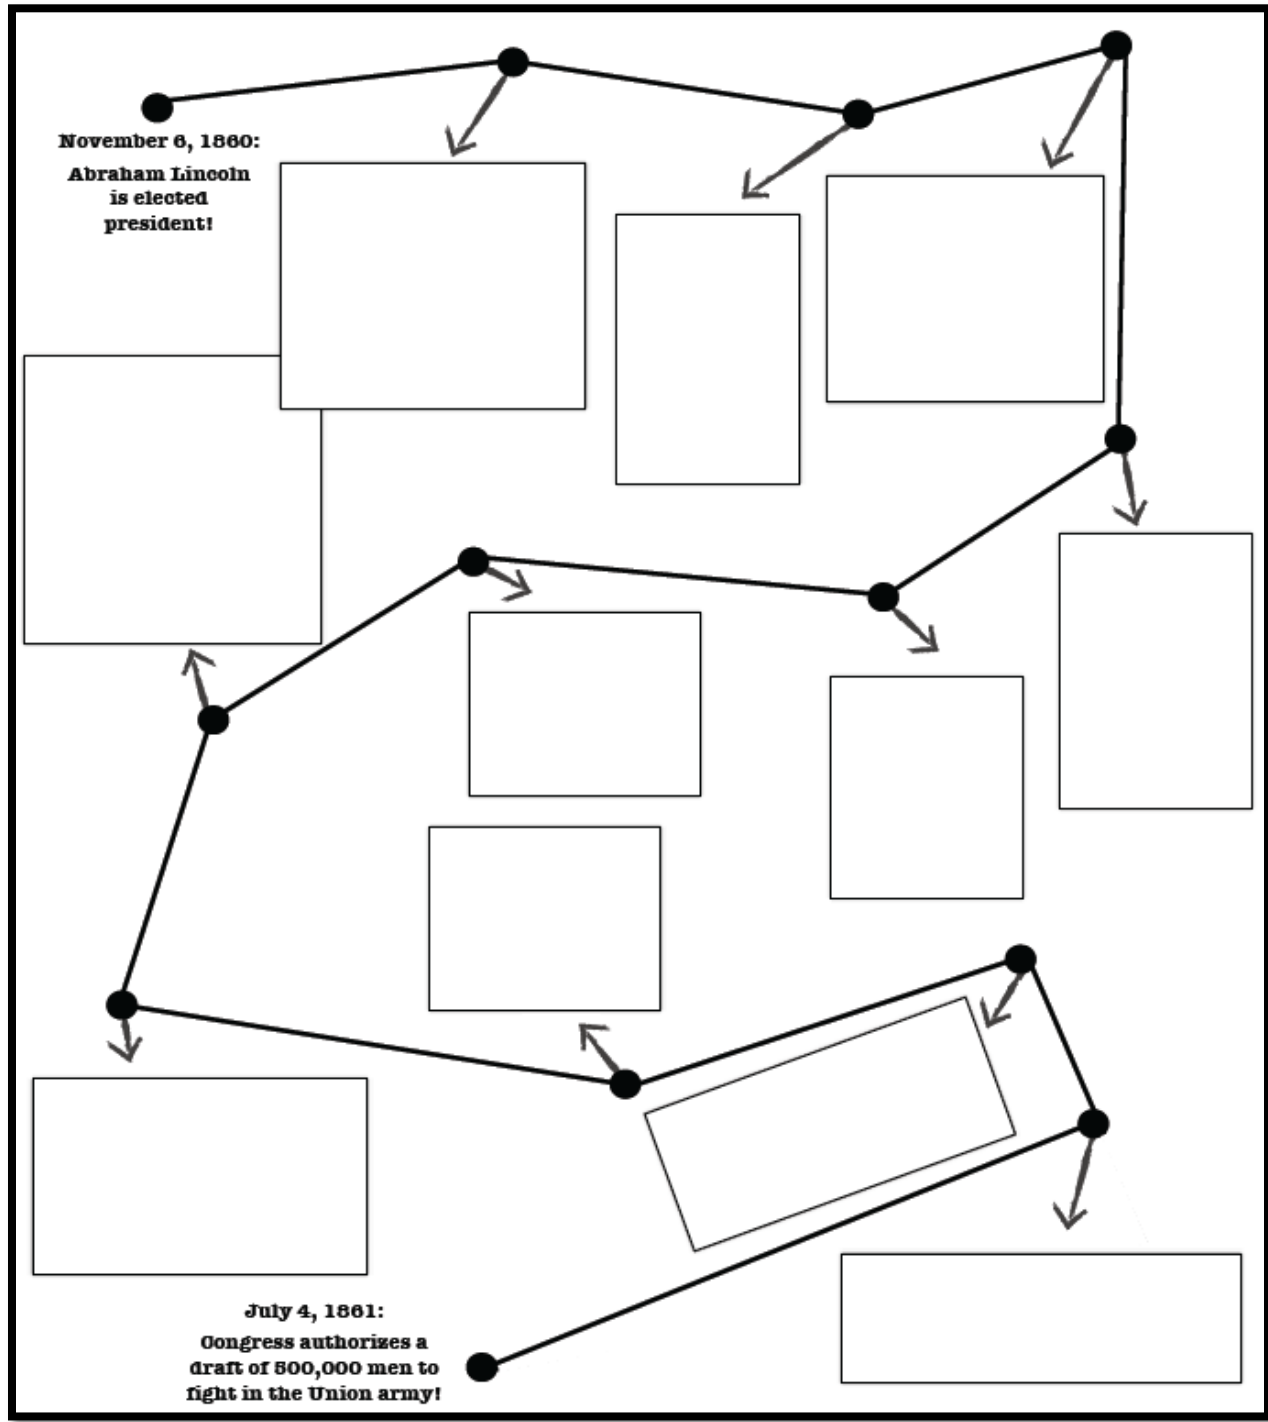 November 6, 1860:
Abraham Lincoln
is elected
president!
July 4, 1861:
Congress authorizes a
draft of 500,000 men to
fight in the Union army!